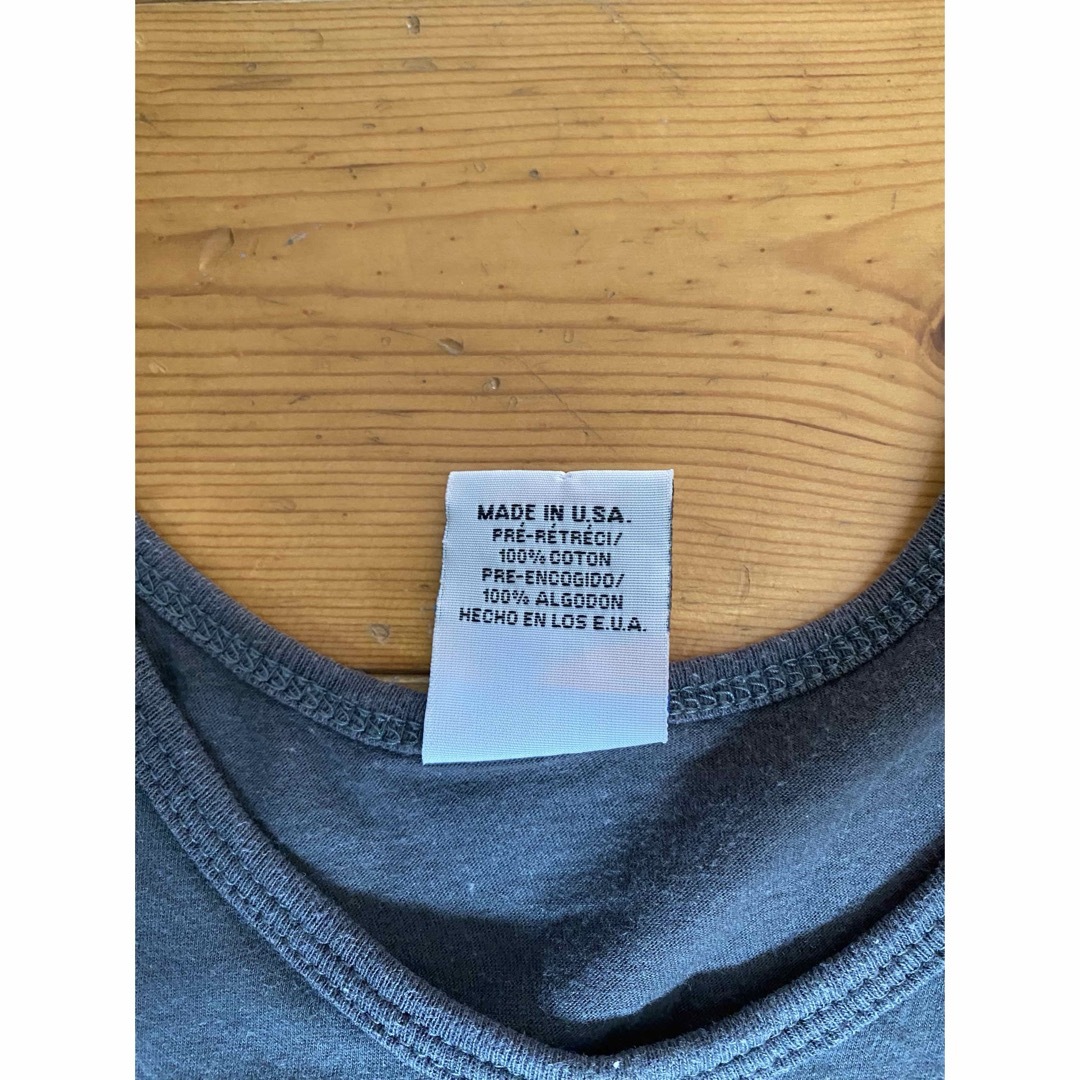 MADE IN U.S.A.
PRÉ-RÉTRÉCI/
100% COTON
PRE-ENCOGIDO/
100% ALGODON
HECHO EN LOS E.U.A.